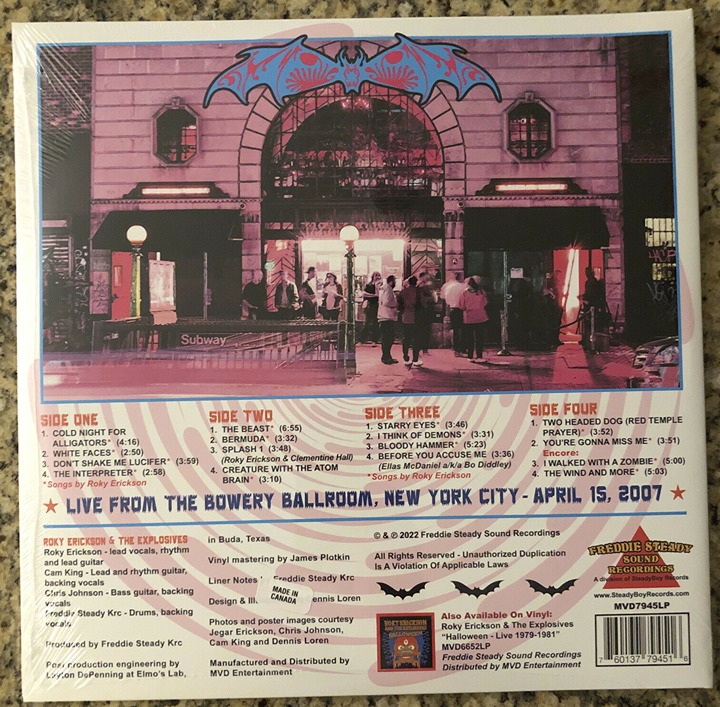 Subway
SIDE ONE
1. COLD NIGHT FOR
ALLIGATORS* (4:16)
2. WHITE FACES* (2:50)
3. DON'T SHAKE ME LUCIFER* (3:59)
4. THE INTERPRETER* (2:58)
*Songs by Roky Erickson
SIDE TWO
1. THE BEAST* (6:55)
2. BERMUDA* (3:32)
3. SPLASH 1 (3:48)
(Roky Erickson & Clementine Hall)
4. CREATURE WITH THE ATOM
BRAIN* (3:10)
SIDE THREE
1. STARRY EYES* (3:46)
2. I THINK OF DEMONS* (3:31)
3. BLOODY HAMMER* (5:23)
4. BEFORE YOU ACCUSE ME (3:36)
(Ellas McDaniel a/k/a Bo Diddley)
*Songs by Roky Erickson
SIDE FOUR
1. TWO HEADED DOG (RED TEMPLE
PRAYER)* (3:52)
2. YOU'RE GONNA MISS ME* (3:51)
Encore:
3. I WALKED WITH A ZOMBIE* (5:00)
4. THE WIND AND MORE* (5:03)
★ LIVE FROM THE BOWERY BALLROOM, NEW YORK CITY - APRIL 15, 2007 ★
ROKY ERICKSON & THE EXPLOSIVES
Roky Erickson - lead vocals, rhythm
and lead guitar
Cam King - Lead and rhythm guitar,
backing vocals
Chris Johnson - Bass guitar, backing
vocals
Freddie Steady Krc - Drums, backing
vocals
Produced by Freddie Steady Krc
Post production engineering by
Layton DePenning at Elmo's Lab,
in Buda, Texas
Vinyl mastering by James Plotkin
Liner Notes Freddie Steady Krc
Design & Ennis Loren
MADE IN
CANADA
Photos and poster images courtesy
Jegar Erickson, Chris Johnson,
Cam King and Dennis Loren
Manufactured and Distributed by
MVD Entertainment
© & ℗ 2022 Freddie Steady Recordings
All Rights Reserved - Unauthorized Duplication
Is A Violation Of Applicable Laws
ROKY ERICKSON
AND THE EXPLOSIVES
HALLOWEEN
Also Available On Vinyl:
Roky Erickson & The Explosives
"Halloween - Live 1979-1981"
MVD6652LP
Freddie Steady Sound Recordings
Distributed by MVD Entertainment
FREDDIE STEADY
SOUND
RECORDINGS
A division of SteadyBoy Records
www.SteadyBoyRecords.com
MVD7945LP
7 60137 79451 6